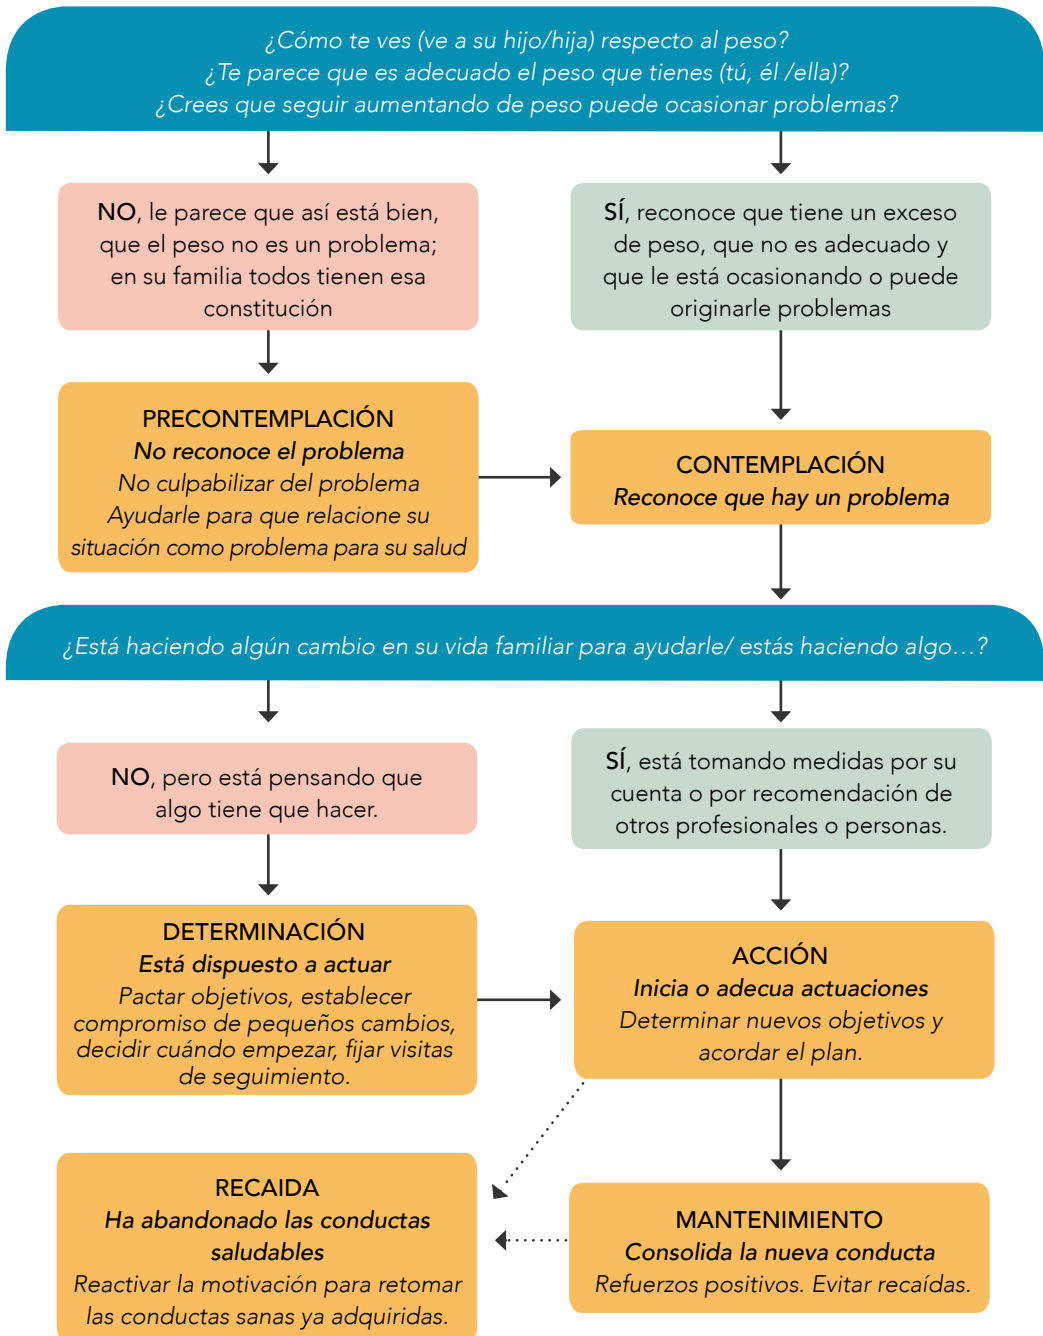 ¿Cómo te ves (ve a su hijo/hija) respecto al peso?
¿Te parece que es adecuado el peso que tienes (tú, él /ella)?
¿Crees que seguir aumentando de peso puede ocasionar problemas?
NO, le parece que así está bien,
que el peso no es un problema;
en su familia todos tienen esa
constitución
SÍ, reconoce que tiene un exceso
de peso, que no es adecuado y
que le está ocasionando o puede
originarle problemas
PRECONTEMPLACIÓN
No reconoce el problema
No culpabilizar del problema
Ayudarle para que relacione su
situación como problema para su salud
CONTEMPLACIÓN
Reconoce que hay un problema
¿Está haciendo algún cambio en su vida familiar para ayudarle/ estás haciendo algo...?
NO, pero está pensando que
algo tiene que hacer.
SÍ, está tomando medidas por su
cuenta o por recomendación de
otros profesionales o personas.
DETERMINACIÓN
Está dispuesto a actuar
Pactar objetivos, establecer
compromiso de pequeños cambios,
decidir cuándo empezar, fijar visitas
de seguimiento.
ACCIÓN
Inicia o adecua actuaciones
Determinar nuevos objetivos y
acordar el plan.
RECAIDA
Ha abandonado las conductas
saludables
Reactivar la motivación para retomar
las conductas sanas ya adquiridas.
MANTENIMIENTO
Consolida la nueva conducta
Refuerzos positivos. Evitar recaídas.